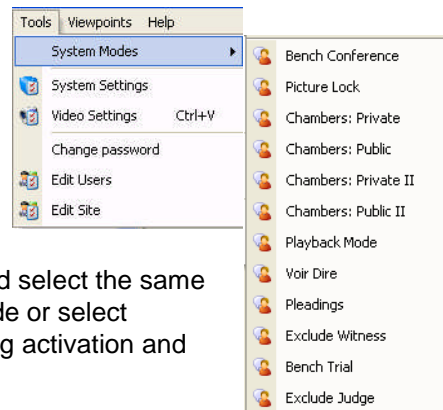 Tools Viewpoints Help
System Modes
System Settings
Video Settings Ctrl+V
Change password
Edit Users
Edit Site
Bench Conference
Picture Lock
Chambers: Private
Chambers: Public
Chambers: Private II
Chambers: Public II
Playback Mode
Voir Dire
Pleadings
Exclude Witness
Bench Trial
Exclude Judge
d select the same
de or select
g activation and